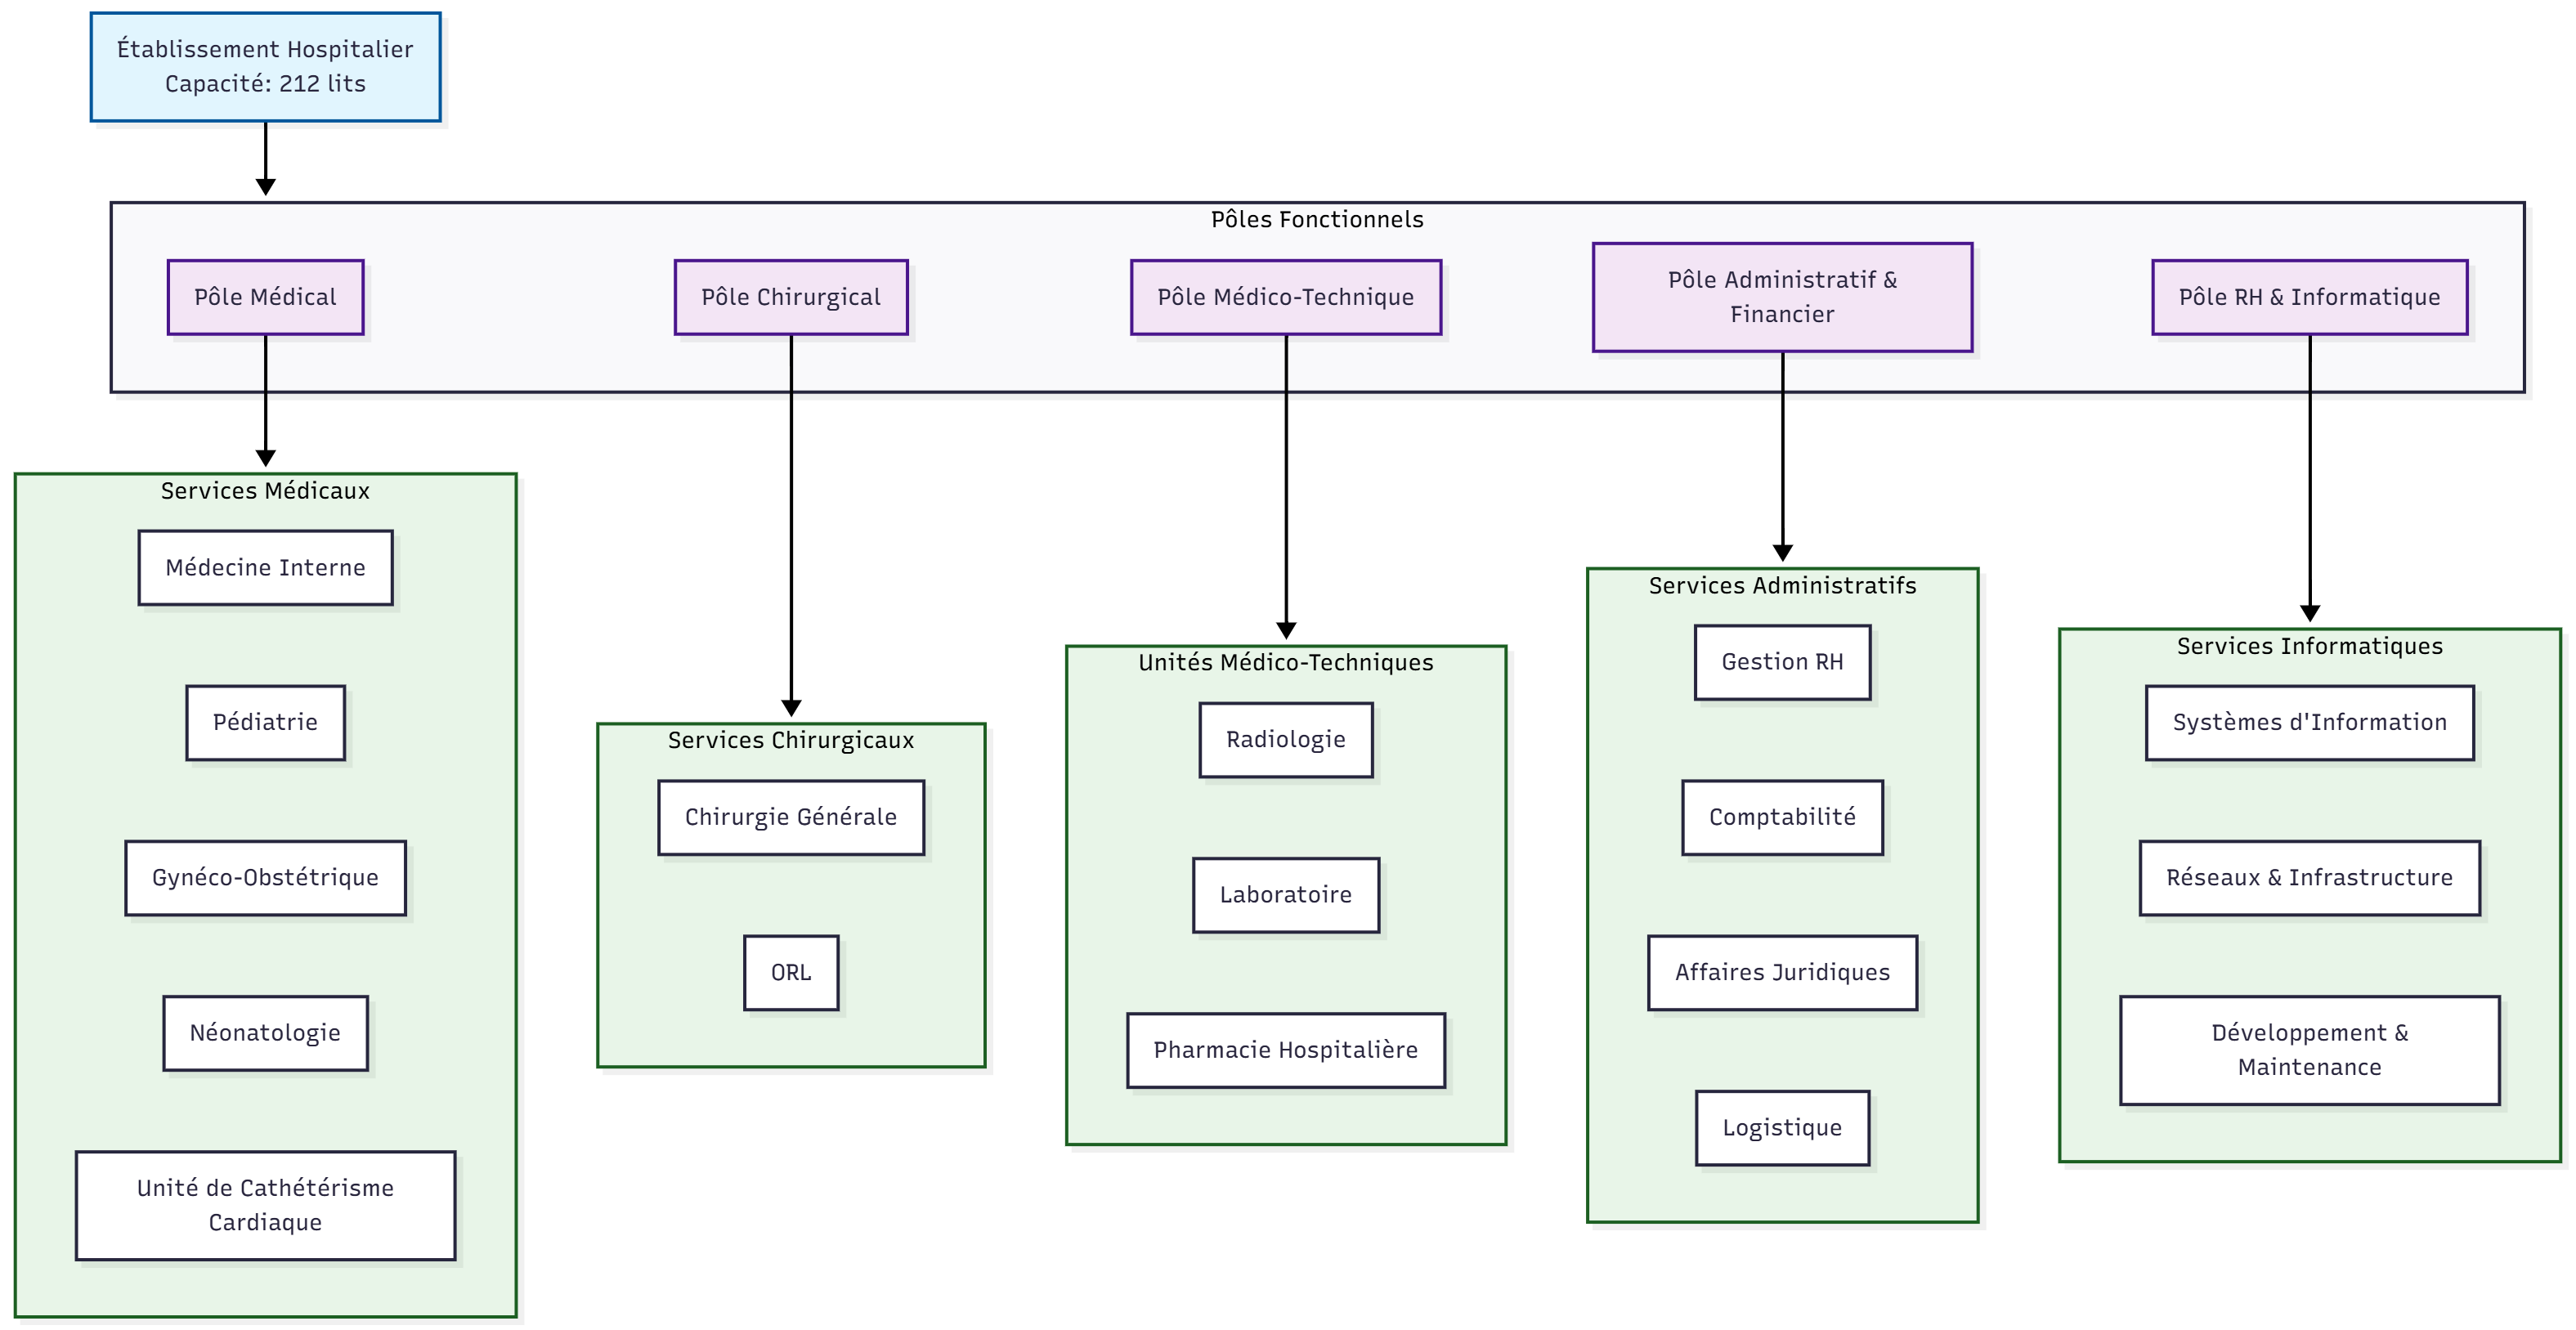 Établissement Hospitalier
Capacité: 212 lits
Pôles Fonctionnels
Pôle Médical
Pôle Chirurgical
Pôle Médico-Technique
Pôle Administratif &
Financier
Pôle RH & Informatique
Services Médicaux
Médecine Interne
Pédiatrie
Gynéco-Obstétrique
Néonatologie
Unité de Cathétérisme
Cardiaque
Services Chirurgicaux
Chirurgie Générale
ORL
Unités Médico-Techniques
Radiologie
Laboratoire
Pharmacie Hospitalière
Services Administratifs
Gestion RH
Comptabilité
Affaires Juridiques
Logistique
Services Informatiques
Systèmes d'Information
Réseaux & Infrastructure
Développement &
Maintenance